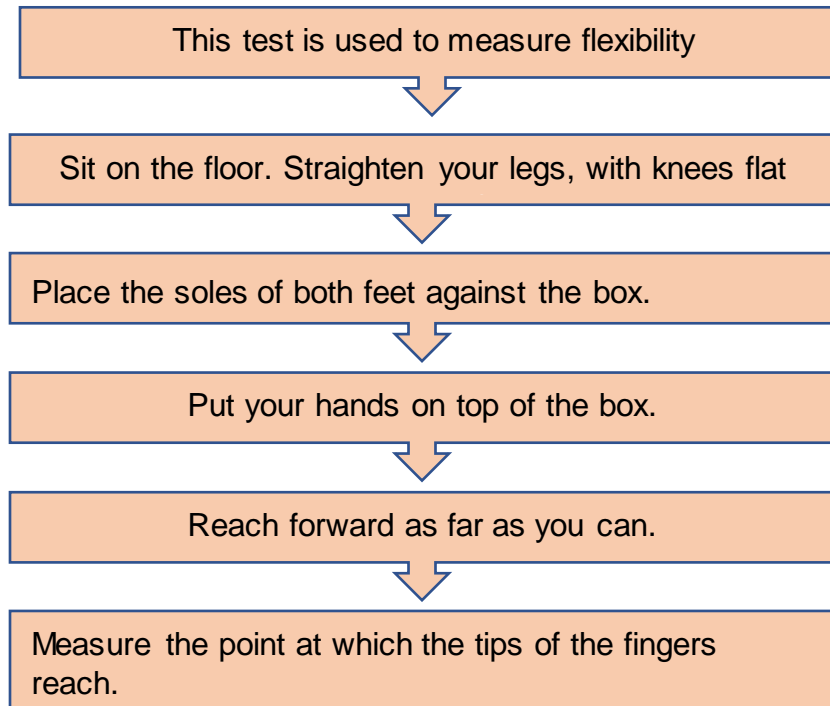 This test is used to measure flexibility
Sit on the floor. Straighten your legs, with knees flat
Place the soles of both feet against the box.
Put your hands on top of the box.
Reach forward as far as you can.
Measure the point at which the tips of the fingers
reach.